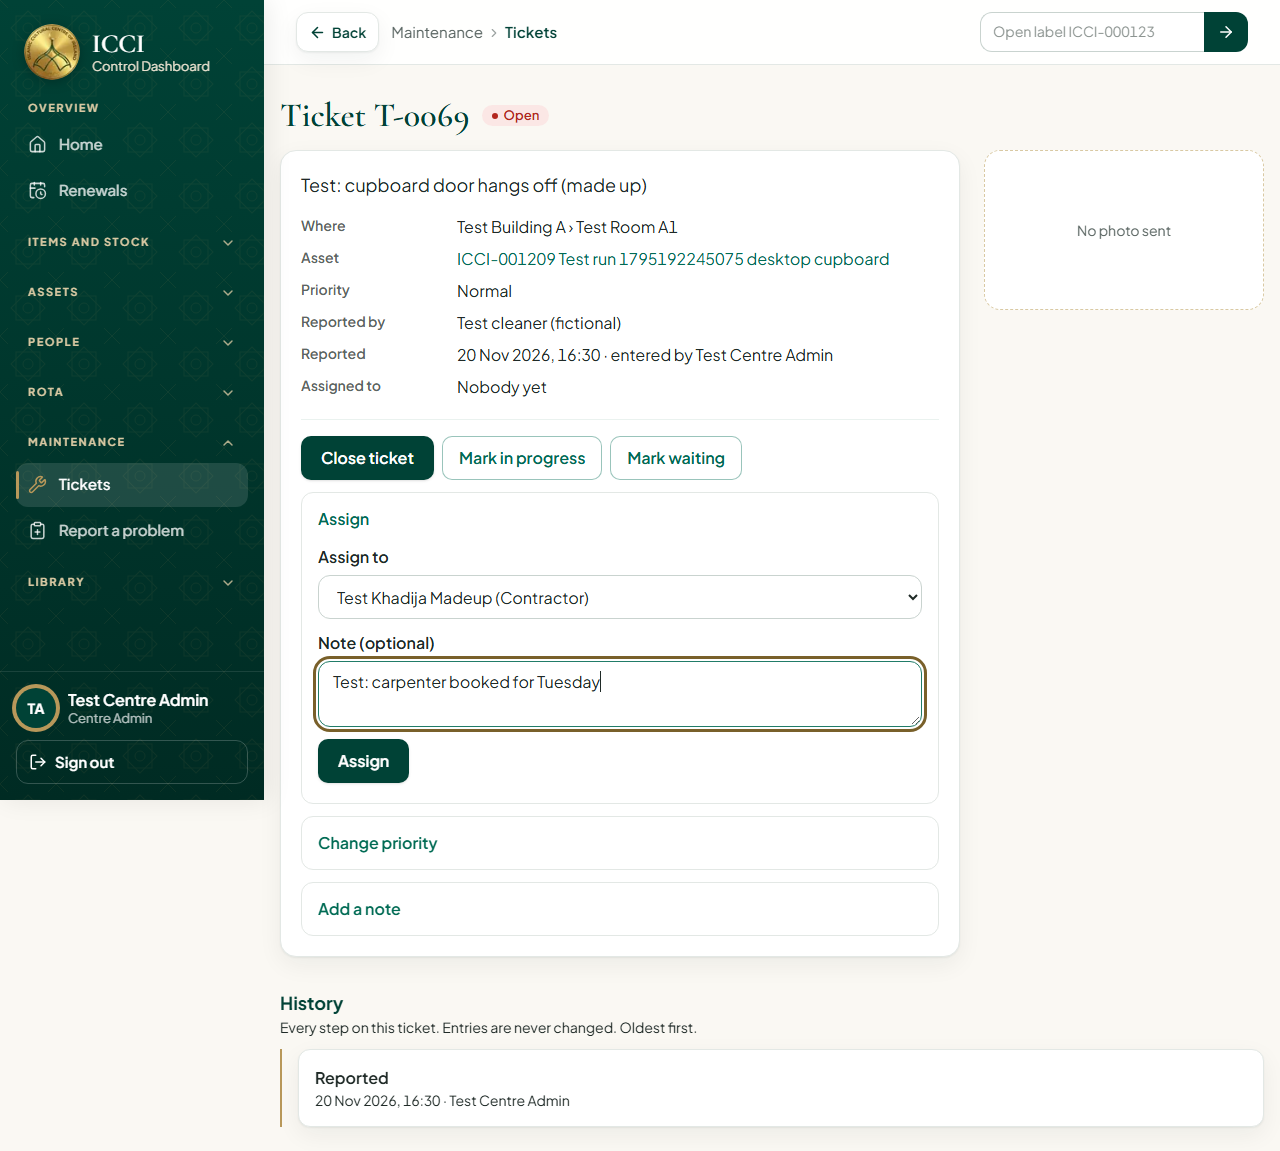 ICCI
Control Dashboard
OVERVIEW
Home
Renewals
ITEMS AND STOCK
ASSETS
PEOPLE
ROTA
MAINTENANCE
Tickets
Report a problem
LIBRARY
TA
Test Centre Admin
Centre Admin
Sign out
Back
Maintenance › Tickets
Open label ICCI-000123
Ticket T-0069
Open
Test: cupboard door hangs off (made up)
Where Test Building A › Test Room A1
Asset ICCI-001209 Test run 1795192245075 desktop cupboard
Priority Normal
Reported by Test cleaner (fictional)
Reported 20 Nov 2026, 16:30 · entered by Test Centre Admin
Assigned to Nobody yet
Close ticket Mark in progress Mark waiting
Assign
Assign to
Test Khadija Madeup (Contractor)
Note (optional)
Test: carpenter booked for Tuesday
Assign
Change priority
Add a note
No photo sent
History
Every step on this ticket. Entries are never changed. Oldest first.
Reported
20 Nov 2026, 16:30 · Test Centre Admin